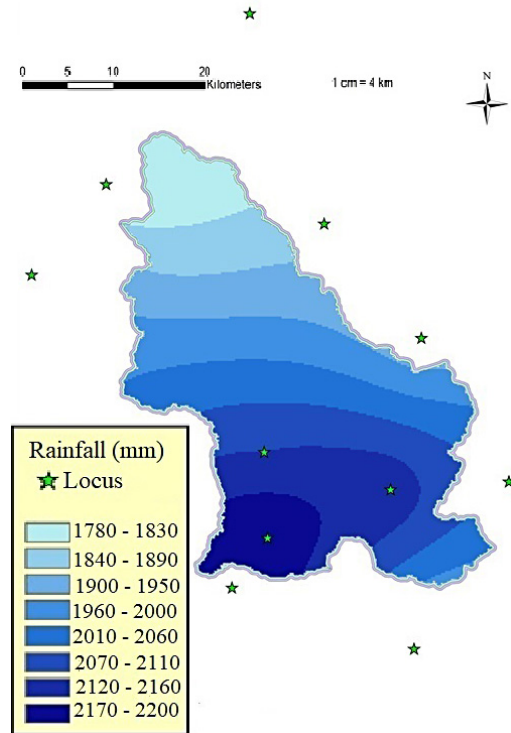 0 5 10 20
Kilometers
1 cm = 4 km
N
Rainfall (mm)
Locus
1780 - 1830
1840 - 1890
1900 - 1950
1960 - 2000
2010 - 2060
2070 - 2110
2120 - 2160
2170 - 2200